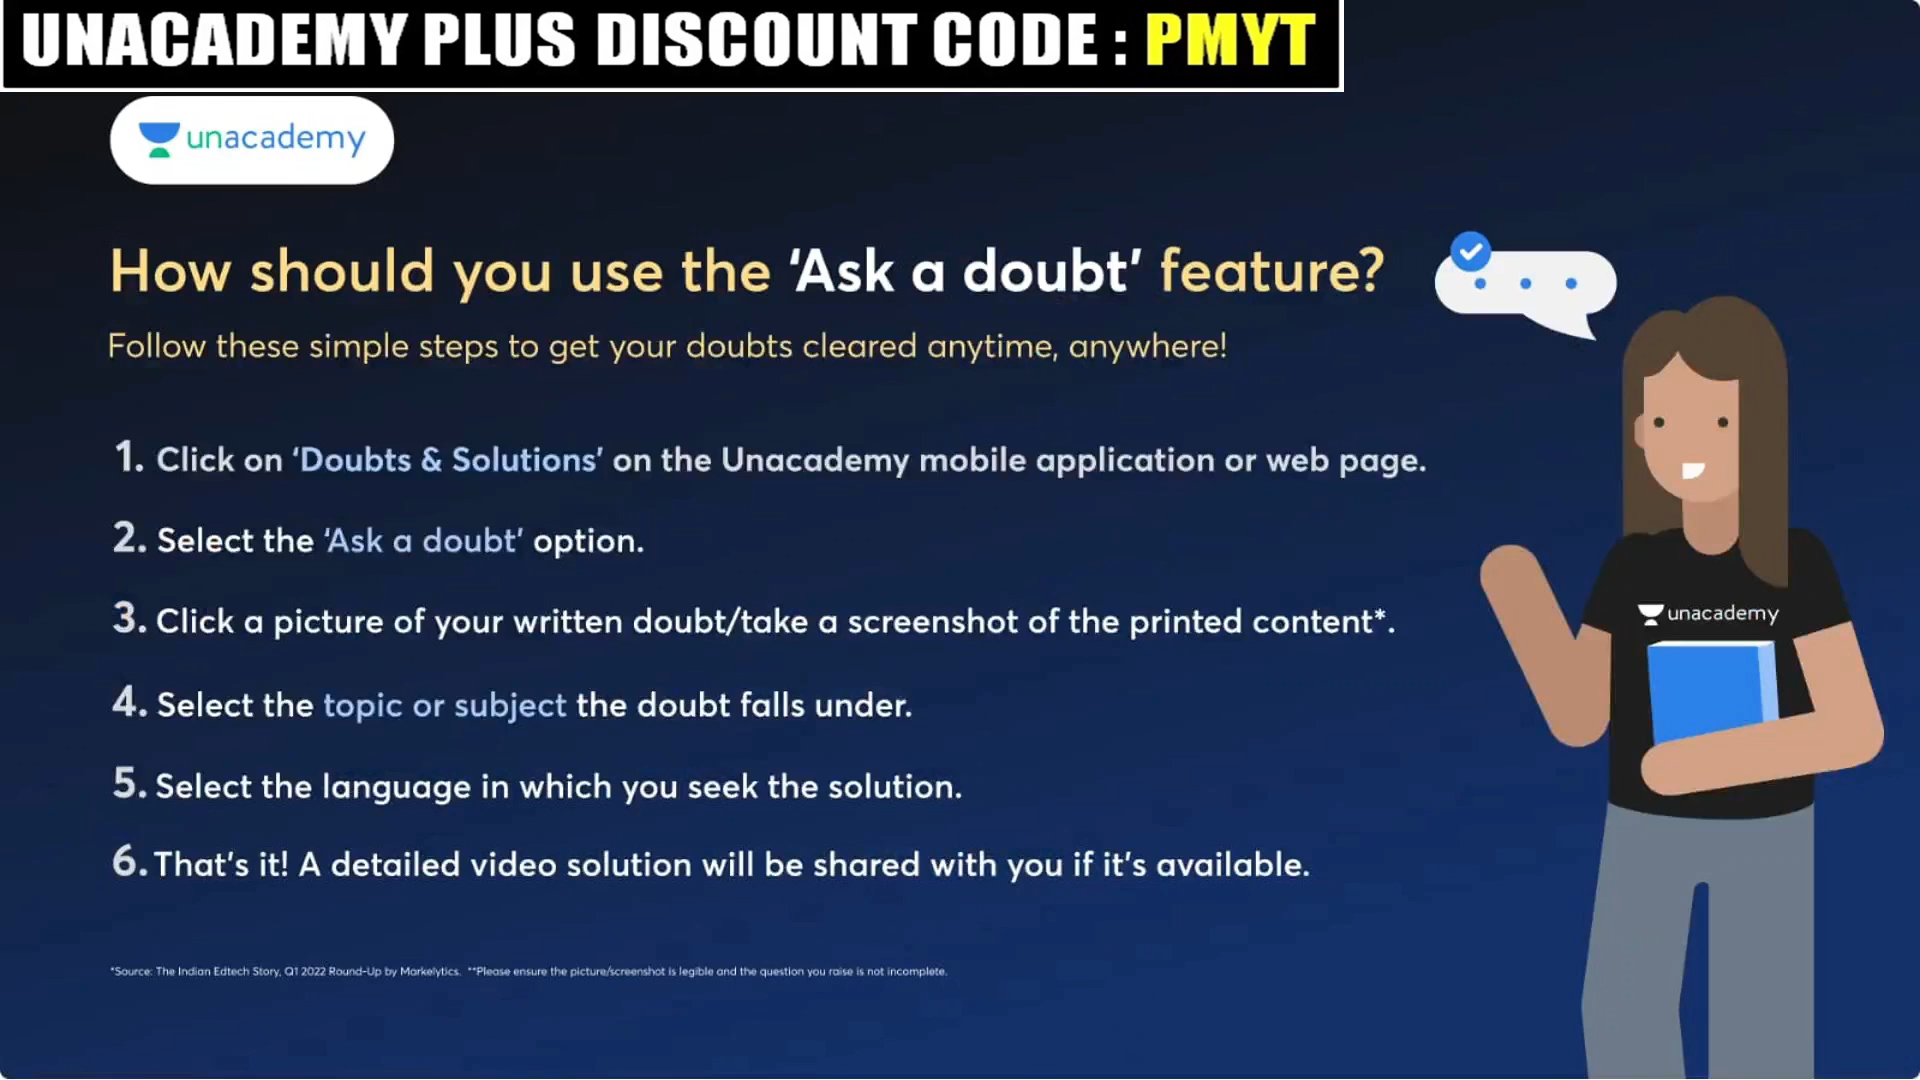 UNACADEMY PLUS DISCOUNT CODE : PMYT
unacademy
How should you use the ‘Ask a doubt’ feature?
Follow these simple steps to get your doubts cleared anytime, anywhere!
1. Click on ‘Doubts & Solutions’ on the Unacademy mobile application or web page.
2. Select the ‘Ask a doubt’ option.
3. Click a picture of your written doubt/take a screenshot of the printed content*.
4. Select the topic or subject the doubt falls under.
5. Select the language in which you seek the solution.
6. That’s it! A detailed video solution will be shared with you if it’s available.
unacademy
*Source: The Indian Edtech Story, Q1 2022 Round-Up by Markelytics. **Please ensure the picture/screenshot is legible and the question you raise is not incomplete.